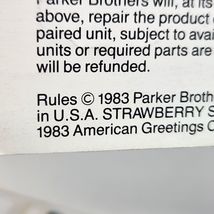 Parker Brothers will, at its
above, repair the product o
paired unit, subject to avai
units or required parts are
will be refunded.
Rules © 1983 Parker Broth
in U.S.A. STRAWBERRY S
1983 American Greetings C